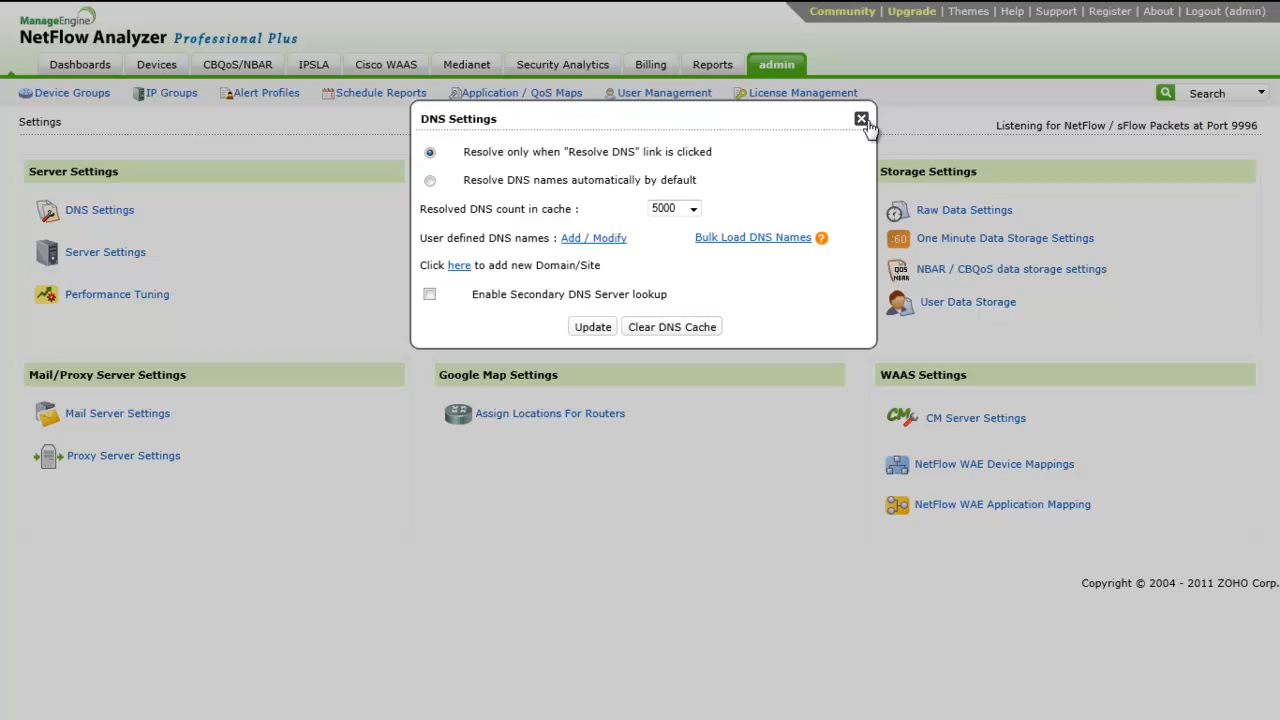 ManageEngine
NetFlow Analyzer Professional Plus
Community | Upgrade | Themes | Help | Support | Register | About | Logout (admin)
Dashboards Devices CBQoS/NBAR IPSLA Cisco WAAS Medianet Security Analytics Billing Reports admin
Device Groups IP Groups Alert Profiles Schedule Reports Application / QoS Maps User Management License Management Search
Settings
Listening for NetFlow / sFlow Packets at Port 9996
DNS Settings
Resolve only when "Resolve DNS" link is clicked
Resolve DNS names automatically by default
Resolved DNS count in cache : 5000
User defined DNS names : Add / Modify Bulk Load DNS Names ?
Click here to add new Domain/Site
Enable Secondary DNS Server lookup
Update Clear DNS Cache
Server Settings
DNS Settings
Server Settings
Performance Tuning
Storage Settings
Raw Data Settings
:60 One Minute Data Storage Settings
QOS NBAR NBAR / CBQoS data storage settings
User Data Storage
Mail/Proxy Server Settings
Mail Server Settings
Proxy Server Settings
Google Map Settings
Assign Locations For Routers
WAAS Settings
CM CM Server Settings
NetFlow WAE Device Mappings
NetFlow WAE Application Mapping
Copyright © 2004 - 2011 ZOHO Corp.